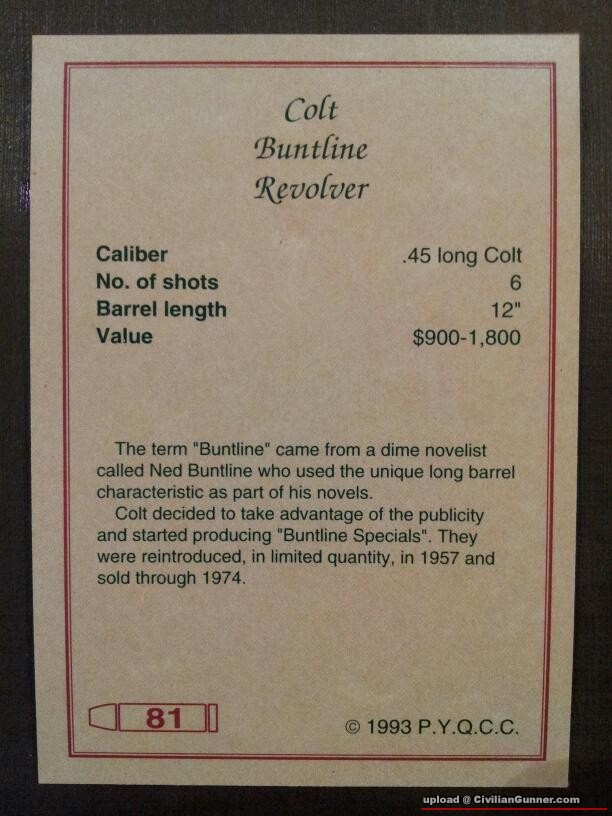 Colt
Buntline
Revolver
Caliber .45 long Colt
No. of shots 6
Barrel length 12"
Value $900-1,800
The term "Buntline" came from a dime novelist
called Ned Buntline who used the unique long barrel
characteristic as part of his novels.
Colt decided to take advantage of the publicity
and started producing "Buntline Specials". They
were reintroduced, in limited quantity, in 1957 and
sold through 1974.
81 © 1993 P.Y.Q.C.C.
upload @ CivilianGunner.com